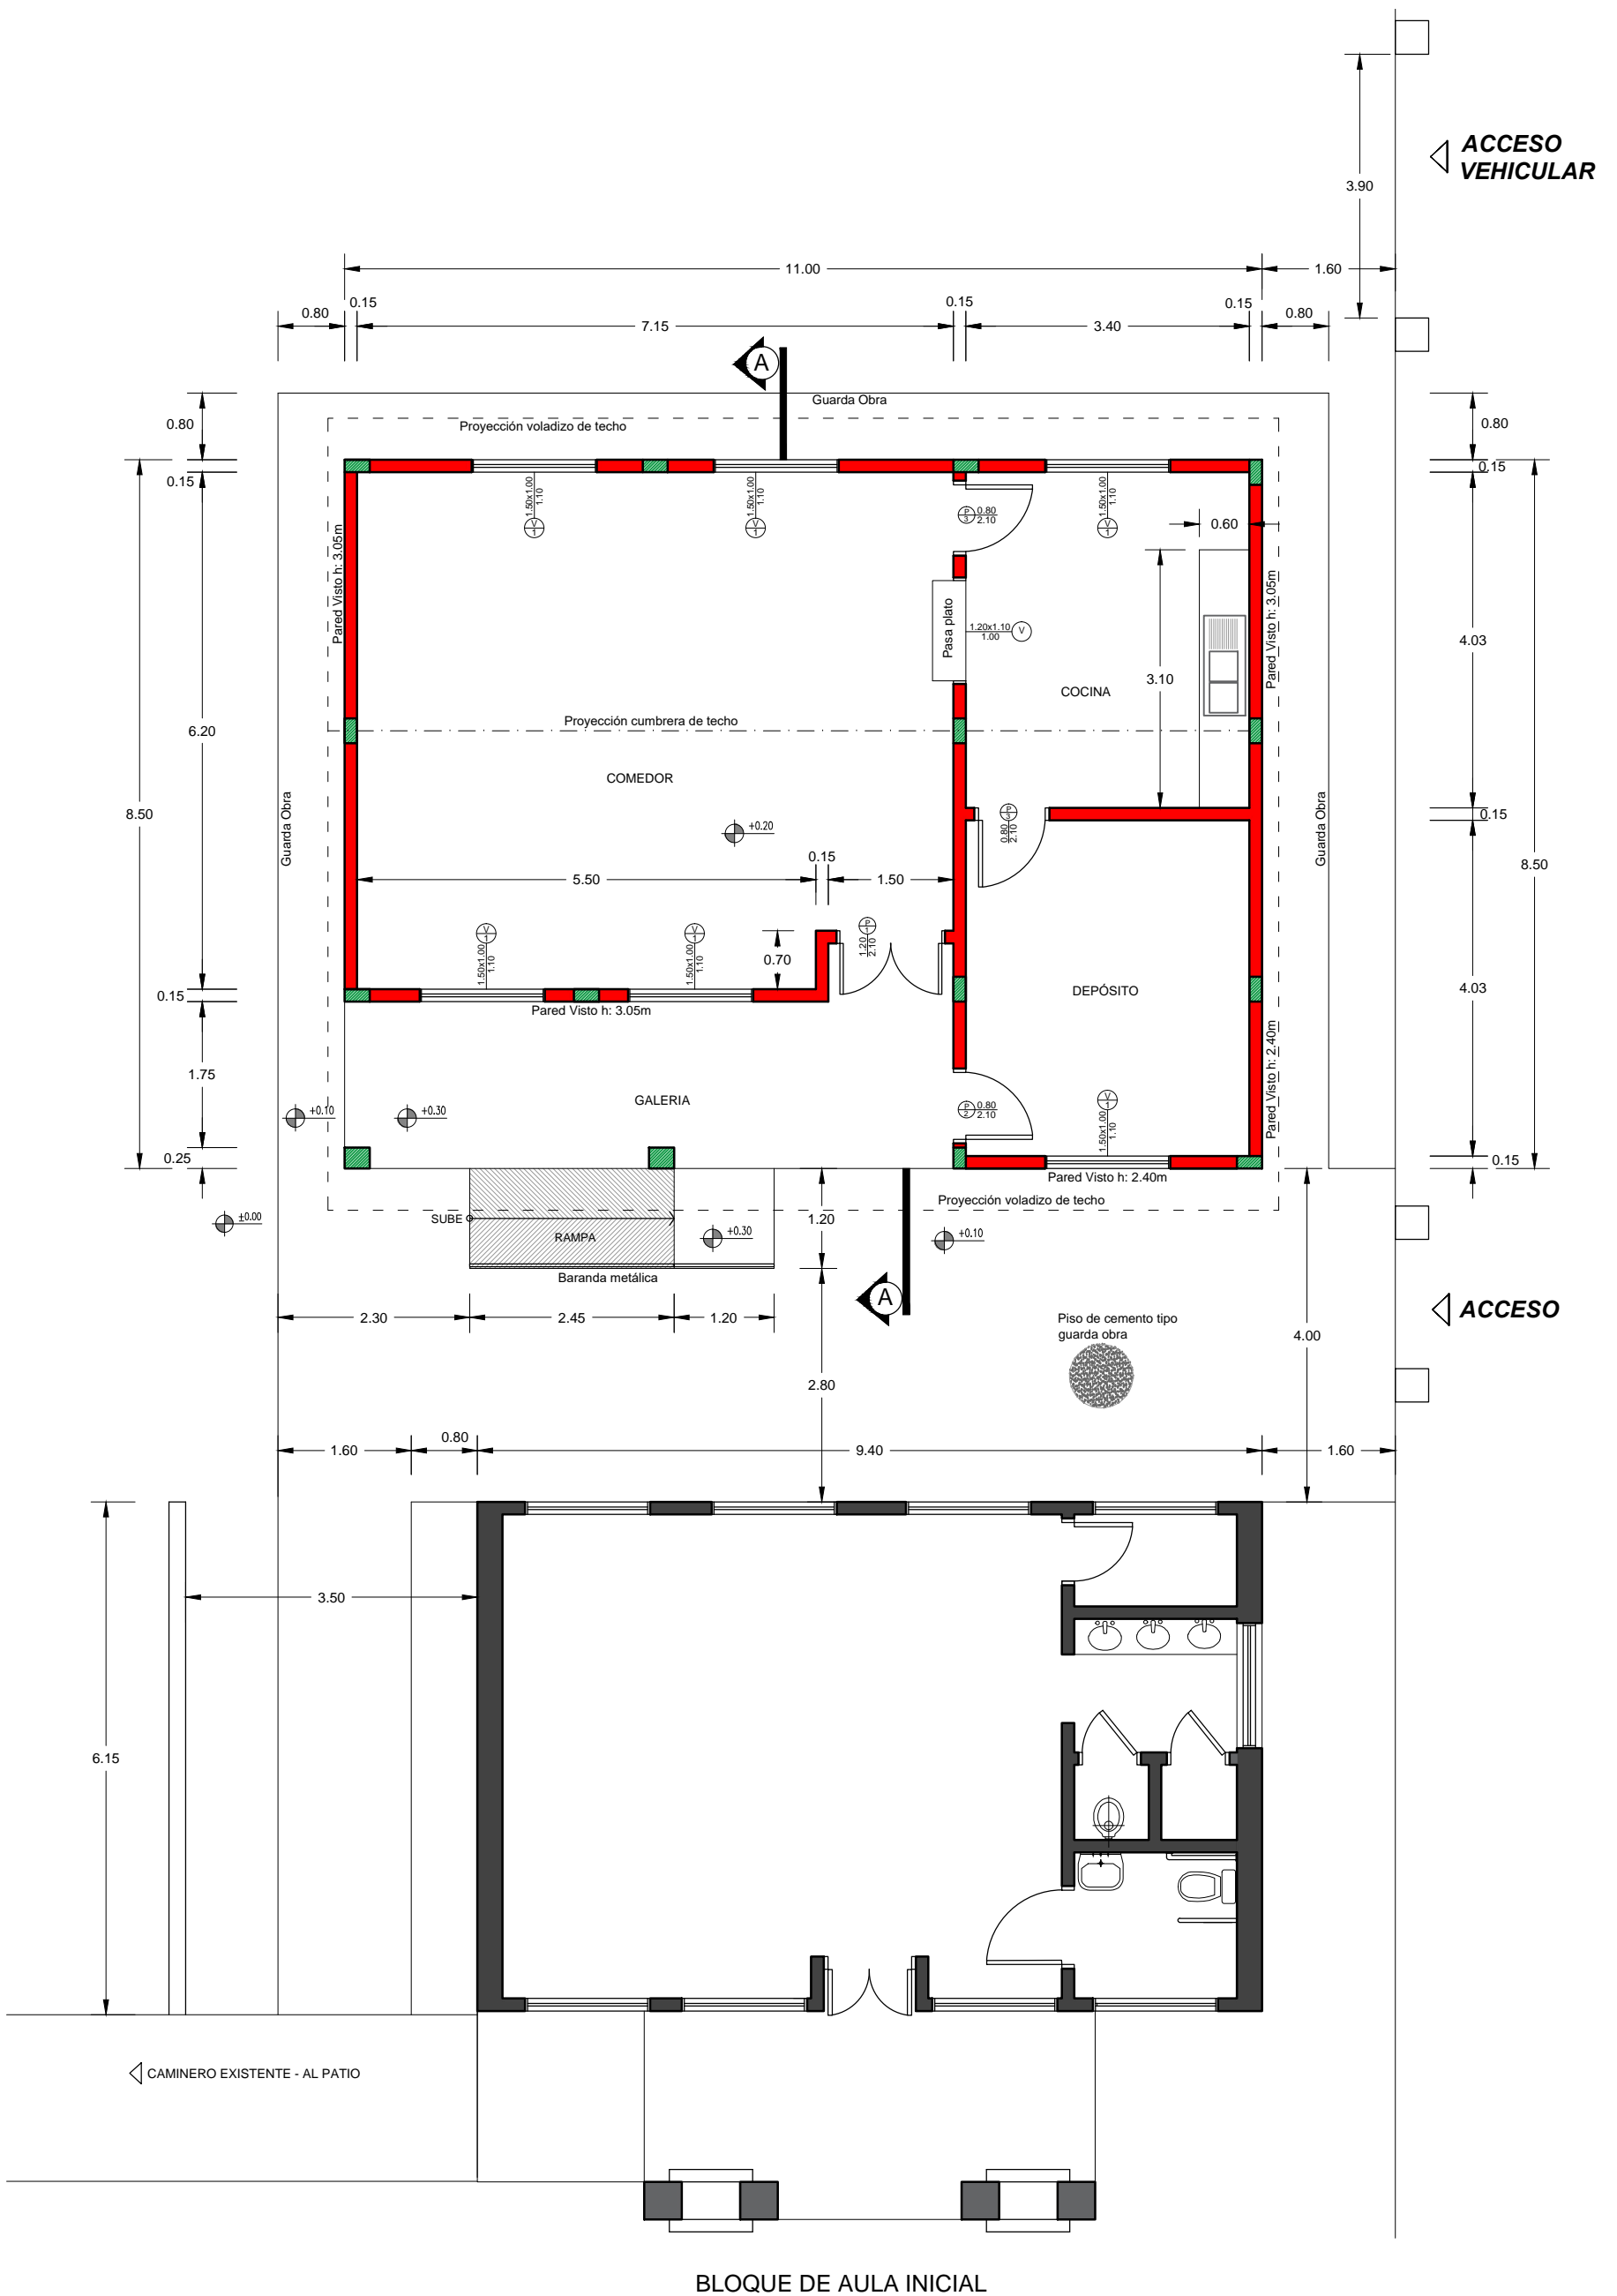 ACCESO
VEHICULAR
3.90
11.00
1.60
0.80
0.15
7.15
0.15
3.40
0.15
0.80
A
Guarda Obra
Proyección voladizo de techo
0.80
0.15
0.80
0.15
1.50x1.00
1.10
V
1
1.50x1.00
1.10
V
1
1.50x1.00
1.10
V
1
P
3
0.80
2.10
0.60
Pared Visto h: 3.05m
Pared Visto h: 3.05m
Pasa plato
1.20x1.10
1.00
V
4.03
3.10
COCINA
Proyección cumbrera de techo
6.20
COMEDOR
8.50
Guarda Obra
+0.20
P
3
0.80
2.10
Guarda Obra
0.15
0.15
5.50
1.50
8.50
V
1
1.50x1.00
1.10
V
1
1.50x1.00
1.10
P
1
1.20
2.10
0.70
0.15
DEPÓSITO
4.03
Pared Visto h: 3.05m
1.75
GALERIA
+0.10
+0.30
P
2
0.80
2.10
V
1
1.50x1.00
1.10
Pared Visto h: 2.40m
0.25
0.15
Pared Visto h: 2.40m
Proyección voladizo de techo
±0.00
SUBE
RAMPA
+0.30
1.20
+0.10
Baranda metálica
A
2.30
2.45
1.20
Piso de cemento tipo
guarda obra
4.00
ACCESO
2.80
1.60
0.80
9.40
1.60
3.50
6.15
CAMINERO EXISTENTE - AL PATIO
BLOQUE DE AULA INICIAL